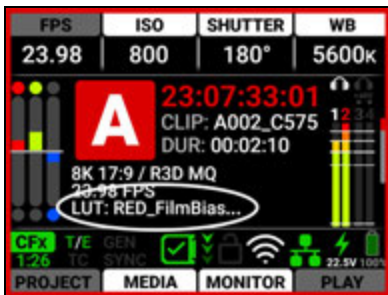 FPS ISO SHUTTER WB
23.98 800 180° 5600K
A
23:07:33:01
CLIP: A002_C575
DUR: 00:02:10
1 2 3 4
8K 17:9 / R3D MQ
23.98 FPS
LUT: RED_FilmBias...
CFx T/E GEN
1:26 TC SYNC 22.5V 100%
PROJECT MEDIA MONITOR PLAY